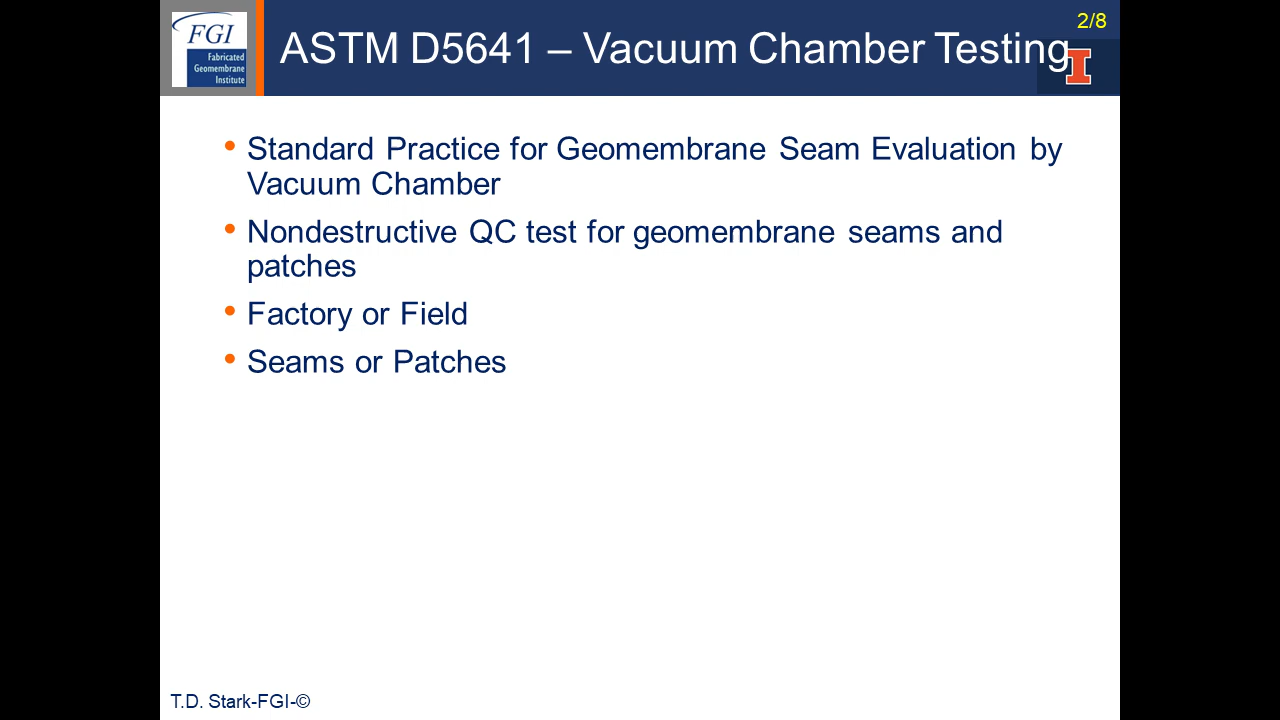 FGI
Fabricated
Geomembrane
Institute
ASTM D5641 – Vacuum Chamber Testing
2/8
I
• Standard Practice for Geomembrane Seam Evaluation by
Vacuum Chamber
• Nondestructive QC test for geomembrane seams and
patches
• Factory or Field
• Seams or Patches
T.D. Stark-FGI-©